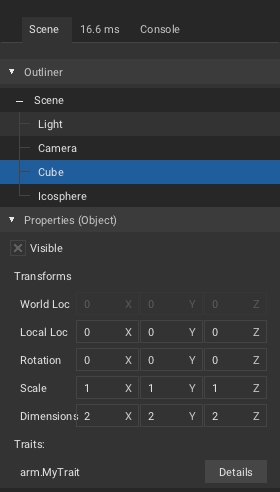 Scene 16.6 ms Console
Outliner
Scene
Light
Camera
Cube
Icosphere
Properties (Object)
Visible
Transforms
World Loc 0 X 0 Y 0 Z
Local Loc 0 X 0 Y 0 Z
Rotation 0 X 0 Y 0 Z
Scale 1 X 1 Y 1 Z
Dimensions 2 X 2 Y 2 Z
Traits:
arm.MyTrait Details